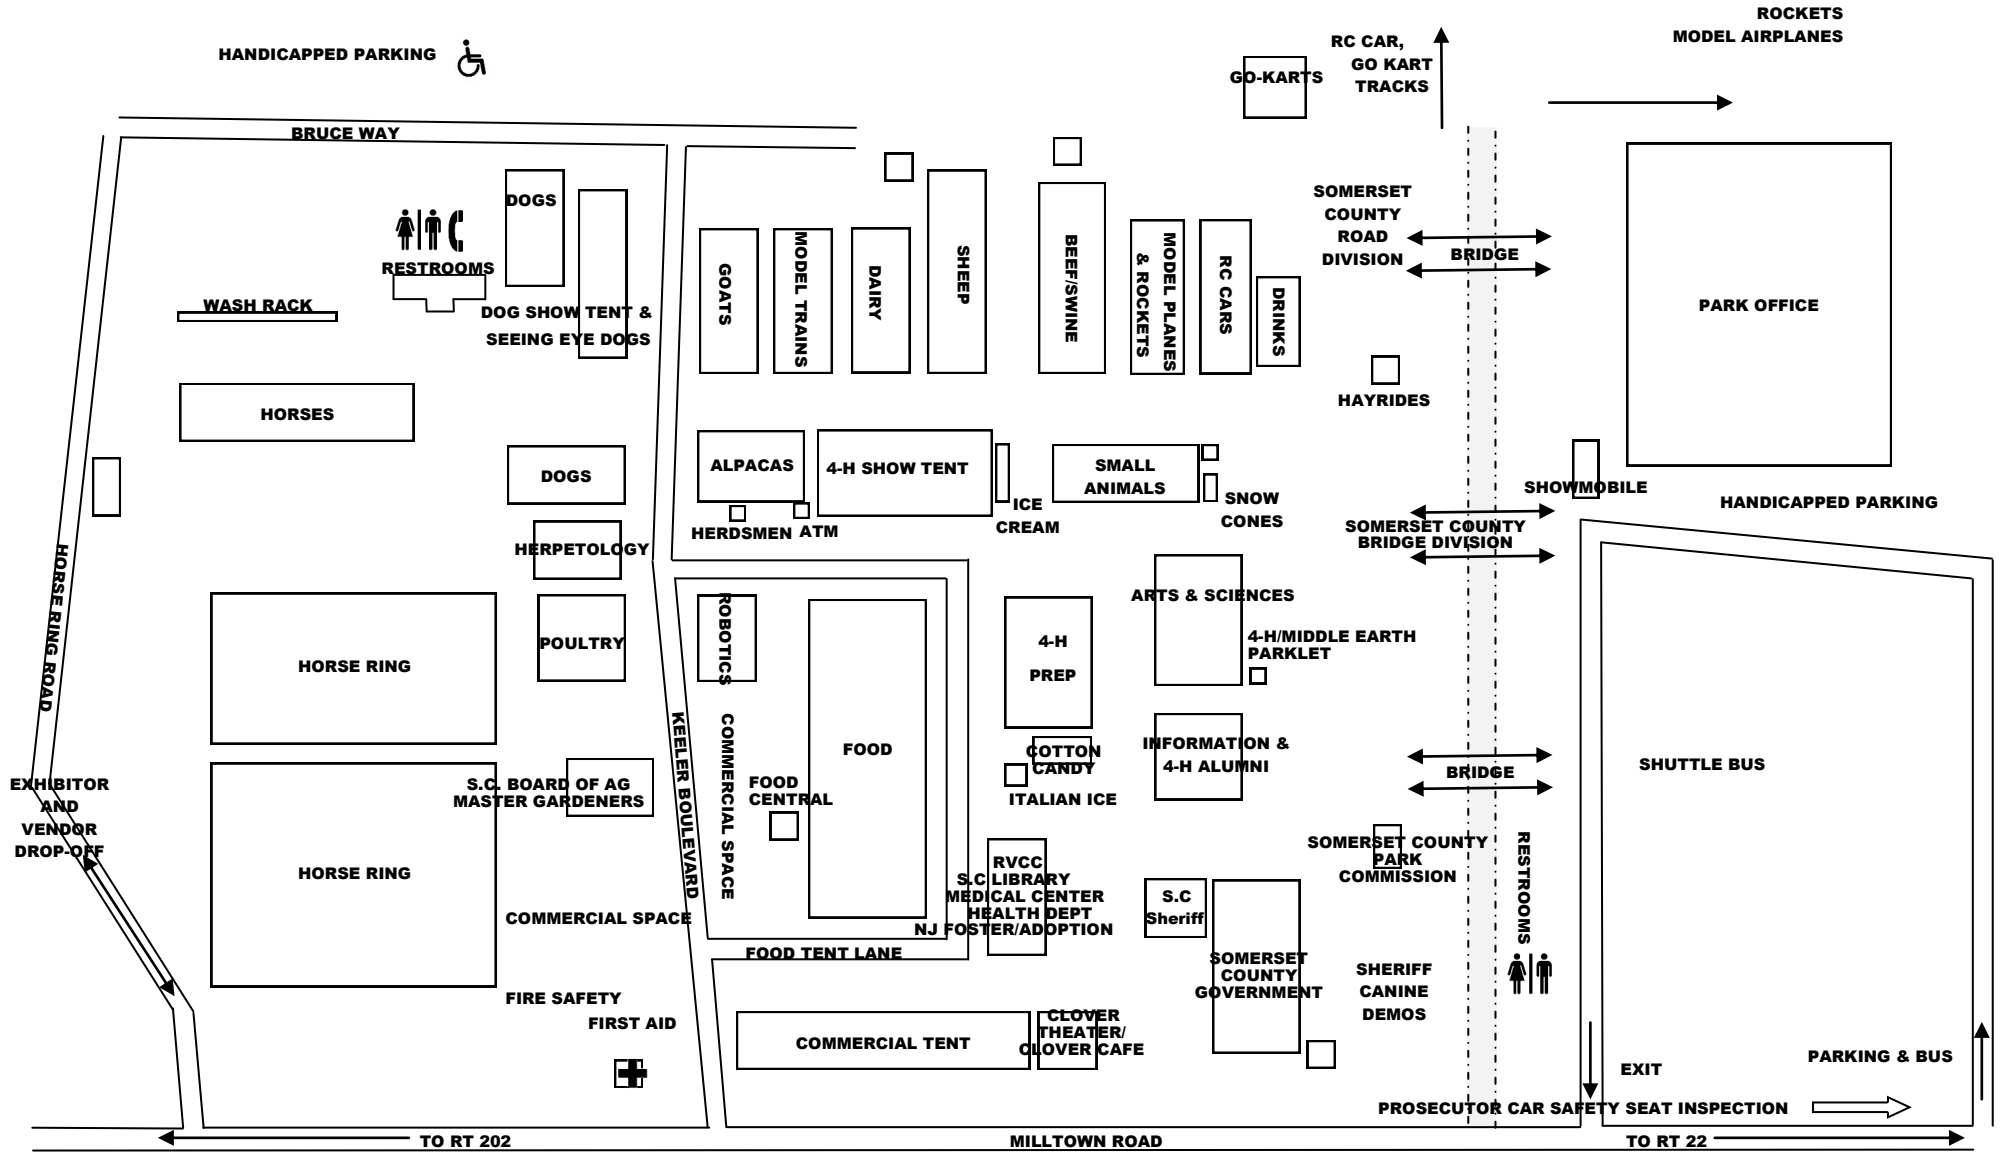 ROCKETS
MODEL AIRPLANES
RC CAR,
GO KART
TRACKS
HANDICAPPED PARKING
GO-KARTS
BRUCE WAY
DOGS
SOMERSET
COUNTY
ROAD
DIVISION
BRIDGE
RESTROOMS
WASH RACK
DOG SHOW TENT &
SEEING EYE DOGS
GOATS
MODEL TRAINS
DAIRY
SHEEP
BEEF/SWINE
MODEL PLANES
& ROCKETS
RC CARS
DRINKS
PARK OFFICE
HAYRIDES
HORSES
DOGS
ALPACAS
4-H SHOW TENT
SMALL
ANIMALS
ICE
CREAM
SNOW
CONES
HERDSMEN
ATM
SHOWMOBILE
HANDICAPPED PARKING
SOMERSET COUNTY
BRIDGE DIVISION
HERPETOLOGY
HORSE RING ROAD
HORSE RING
POULTRY
ROBOTICS
4-H
PREP
ARTS & SCIENCES
4-H/MIDDLE EARTH
PARKLET
KEELER BOULEVARD
COMMERCIAL SPACE
FOOD
COTTON
CANDY
ITALIAN ICE
INFORMATION &
4-H ALUMNI
BRIDGE
SHUTTLE BUS
EXHIBITOR
AND
VENDOR
DROP-OFF
S.C. BOARD OF AG
MASTER GARDENERS
FOOD
CENTRAL
HORSE RING
RVCC
S.C LIBRARY
MEDICAL CENTER
HEALTH DEPT
NJ FOSTER/ADOPTION
S.C
Sheriff
SOMERSET COUNTY
PARK
COMMISSION
RESTROOMS
COMMERCIAL SPACE
FOOD TENT LANE
SOMERSET
COUNTY
GOVERNMENT
SHERIFF
CANINE
DEMOS
FIRE SAFETY
FIRST AID
COMMERCIAL TENT
CLOVER
THEATER/
CLOVER CAFE
EXIT
PARKING & BUS
PROSECUTOR CAR SAFETY SEAT INSPECTION
TO RT 202
MILLTOWN ROAD
TO RT 22